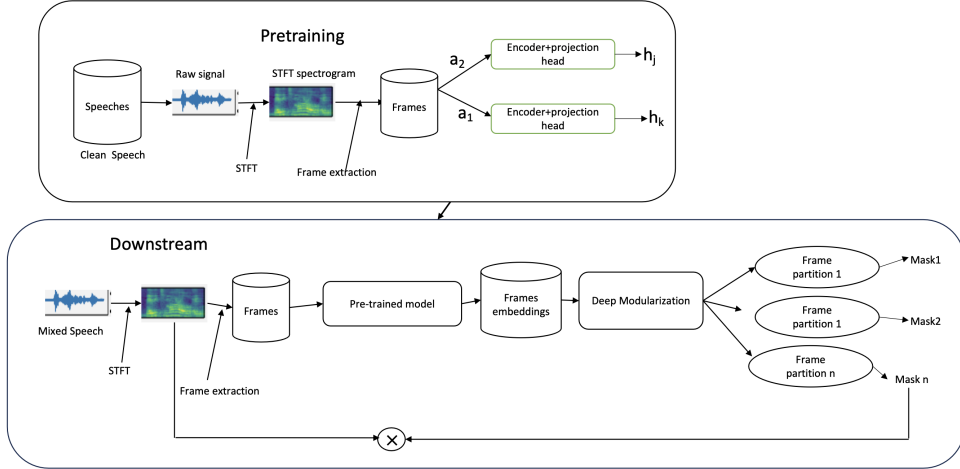 Pretraining
Raw signal
STFT spectrogram
Speeches
Clean Speech
STFT
Frame extraction
Frames
a2
a1
Encoder+projection
head
hj
Encoder+projection
head
hk
Downstream
Mixed Speech
STFT
Frame extraction
Frames
Pre-trained model
Frames
embeddings
Deep Modularization
Frame
partition 1
Mask1
Frame
partition 1
Mask2
Frame
partition n
Mask n
×